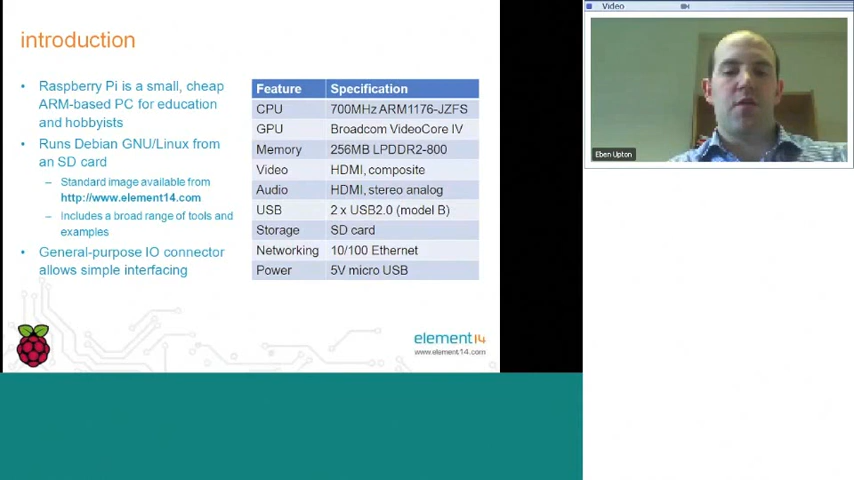 introduction
• Raspberry Pi is a small, cheap
ARM-based PC for education
and hobbyists
• Runs Debian GNU/Linux from
an SD card
– Standard image available from
http://www.element14.com
– Includes a broad range of tools and
examples
• General-purpose IO connector
allows simple interfacing
Feature Specification
CPU 700MHz ARM1176-JZFS
GPU Broadcom VideoCore IV
Memory 256MB LPDDR2-800
Video HDMI, composite
Audio HDMI, stereo analog
USB 2 x USB2.0 (model B)
Storage SD card
Networking 10/100 Ethernet
Power 5V micro USB
element14
www.element14.com
Video
Eben Upton